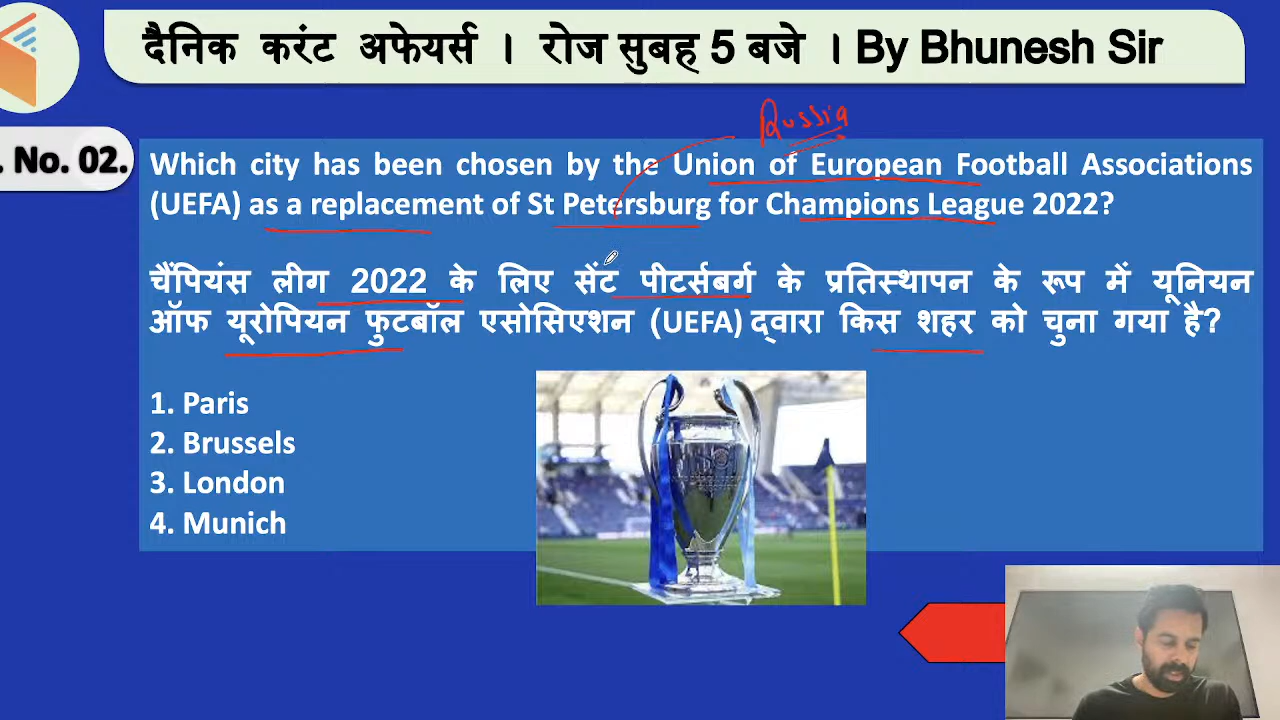 दैनिक करंट अफेयर्स । रोज सुबह 5 बजे । By Bhunesh Sir
Russia
. No. 02.
Which city has been chosen by the Union of European Football Associations
(UEFA) as a replacement of St Petersburg for Champions League 2022?
चैंपियंस लीग 2022 के लिए सेंट पीटर्सबर्ग के प्रतिस्थापन के रूप में यूनियन
ऑफ यूरोपियन फुटबॉल एसोसिएशन (UEFA) द्वारा किस शहर को चुना गया है?
1. Paris
2. Brussels
3. London
4. Munich